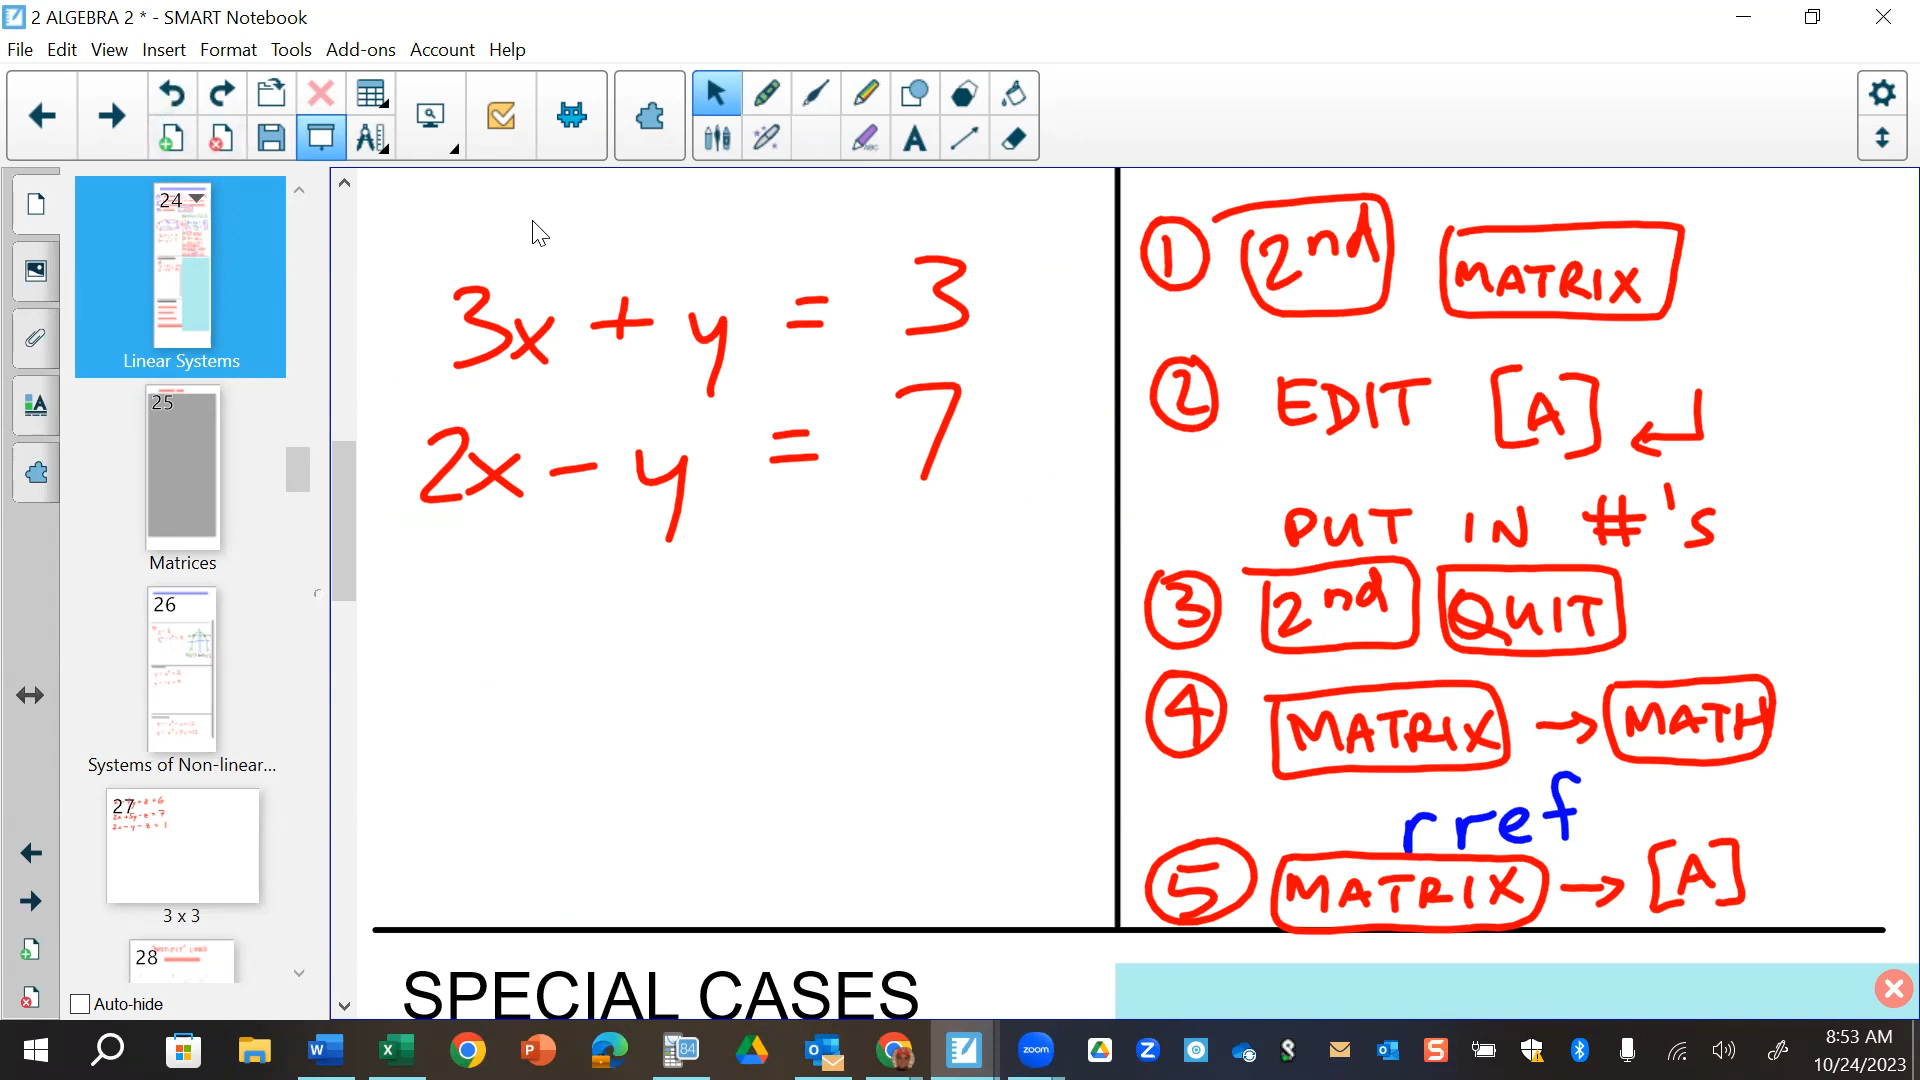 2 ALGEBRA 2 * - SMART Notebook
File Edit View Insert Format Tools Add-ons Account Help
24
Linear Systems
25
Matrices
26
Systems of Non-linear...
27
3 x 3
28
Auto-hide
3x + y = 3
2x - y = 7
① 2nd MATRIX
② EDIT [A] ↵
PUT IN #'s
③ 2nd QUIT
④ MATRIX → MATH
rref
⑤ MATRIX → [A]
SPECIAL CASES
84
zoom
8:53 AM
10/24/2023